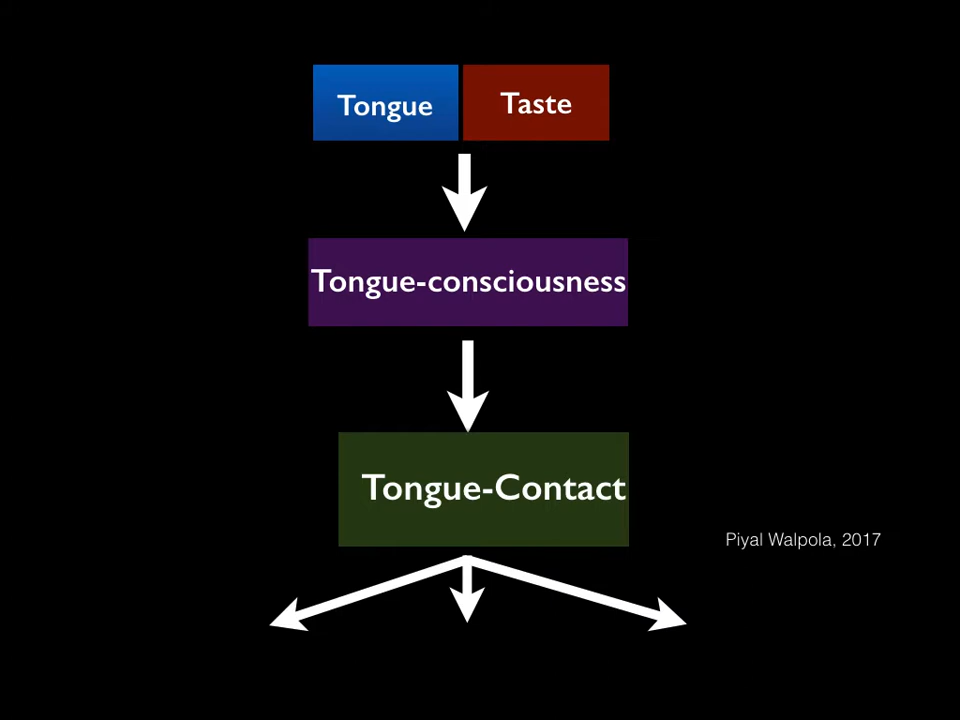 Tongue
Taste
Tongue-consciousness
Tongue-Contact
Piyal Walpola, 2017